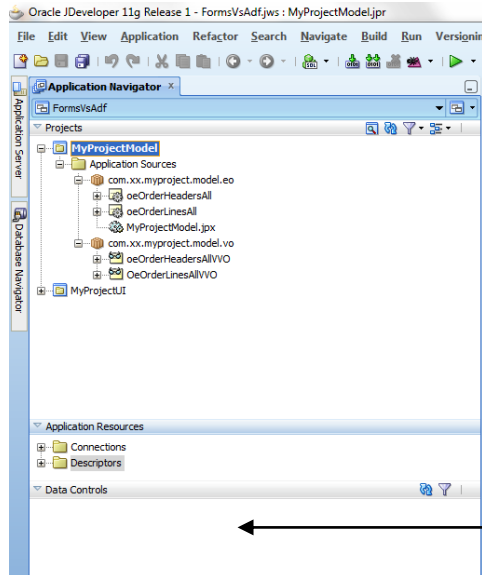 Oracle JDeveloper 11g Release 1 - FormsVsAdf.jws : MyProjectModel.jpr
File Edit View Application Refactor Search Navigate Build Run Versionin
Application Navigator x
FormsVsAdf
Projects
MyProjectModel
Application Sources
com.xx.myproject.model.eo
oeOrderHeadersAll
oeOrderLinesAll
MyProjectModel.jpx
com.xx.myproject.model.vo
oeOrderHeadersAllVVO
OeOrderLinesAllVVO
MyProjectUI
Application Resources
Connections
Descriptors
Data Controls
Application Server
Database Navigator